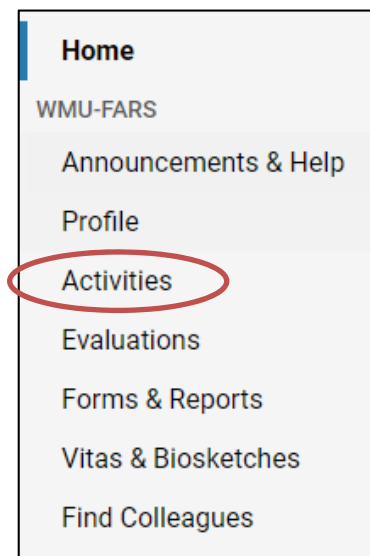 Home
WMU-FARS
Announcements & Help
Profile
Activities
Evaluations
Forms & Reports
Vitas & Biosketches
Find Colleagues